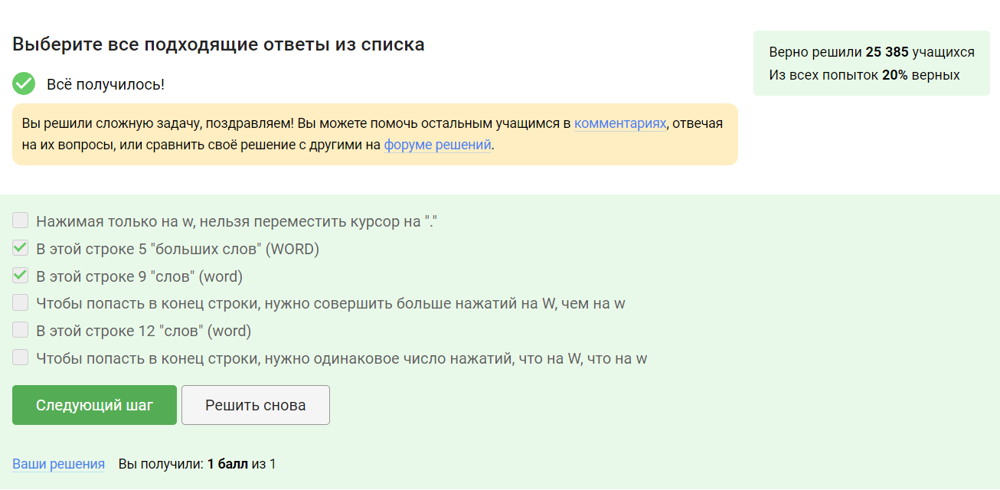 Выберите все подходящие ответы из списка
Верно решили 25 385 учащихся
Из всех попыток 20% верных
Всё получилось!
Вы решили сложную задачу, поздравляем! Вы можете помочь остальным учащимся в комментариях, отвечая
на их вопросы, или сравнить своё решение с другими на форуме решений.
Нажимая только на w, нельзя переместить курсор на "."
В этой строке 5 "больших слов" (WORD)
В этой строке 9 "слов" (word)
Чтобы попасть в конец строки, нужно совершить больше нажатий на W, чем на w
В этой строке 12 "слов" (word)
Чтобы попасть в конец строки, нужно одинаковое число нажатий, что на W, что на w
Следующий шаг
Решить снова
Ваши решения Вы получили: 1 балл из 1